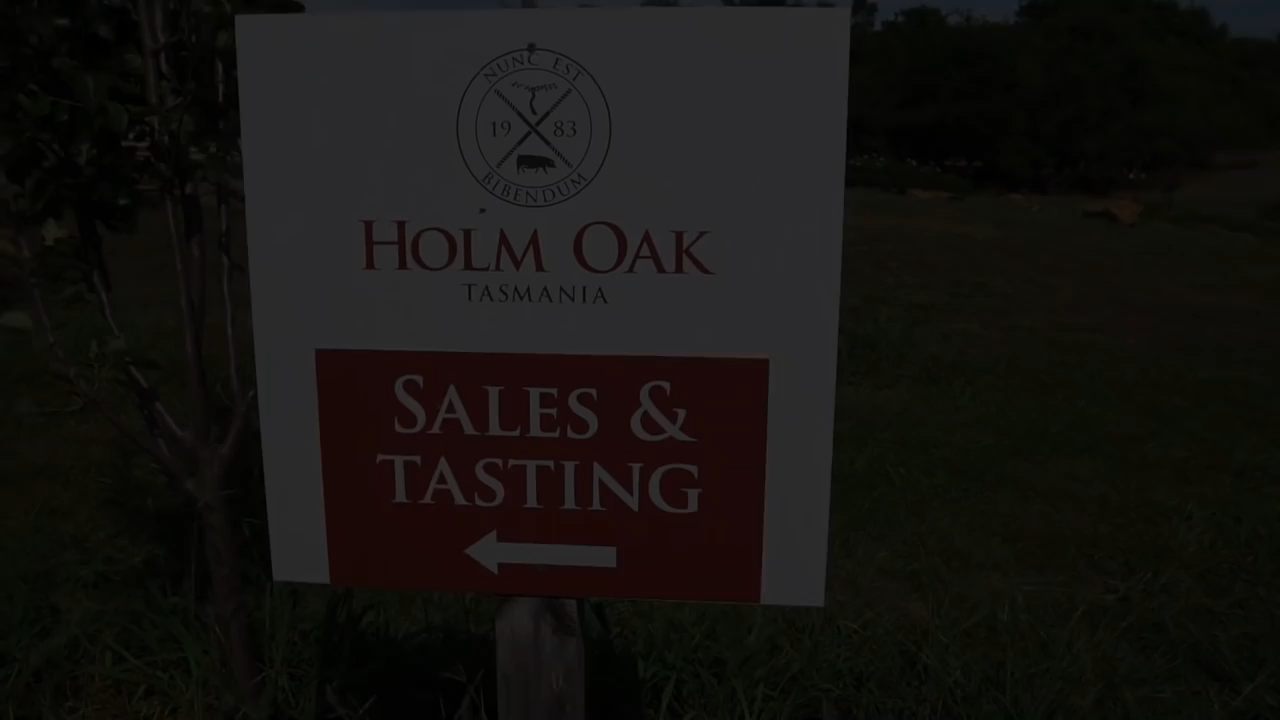 NUNC EST
19 83
BIBENDUM
HOLM OAK
TASMANIA
SALES &
TASTING